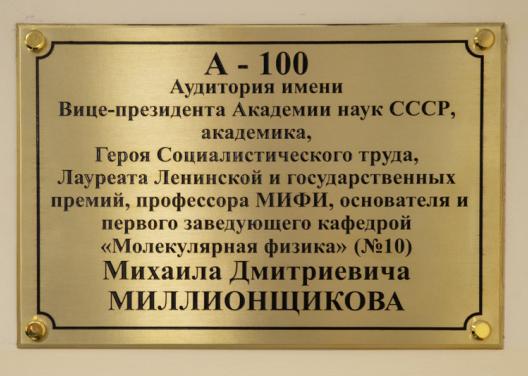 А - 100
Аудитория имени
Вице-президента Академии наук СССР,
академика,
Героя Социалистического труда,
Лауреата Ленинской и государственных
премий, профессора МИФИ, основателя и
первого заведующего кафедрой
«Молекулярная физика» (№10)
Михаила Дмитриевича
МИЛЛИОНЩИКОВА